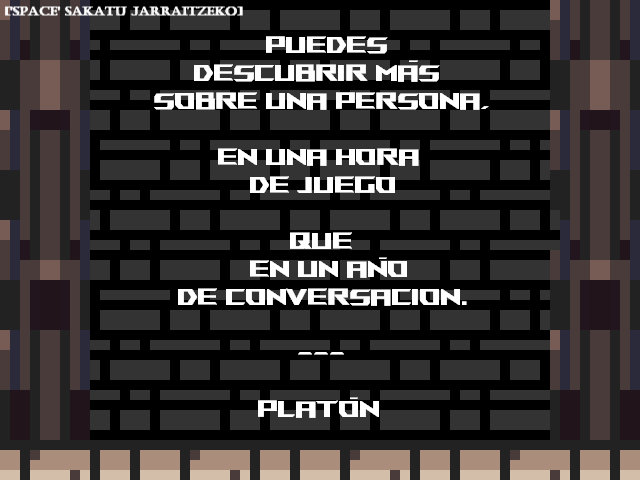 ['SPACE' SAKATU JARRAITZEKO]
PUEDES
DESCUBRIR MÁS
SOBRE UNA PERSONA,
EN UNA HORA
DE JUEGO
QUE
EN UN AÑO
DE CONVERSACION.
---
PLATÓN